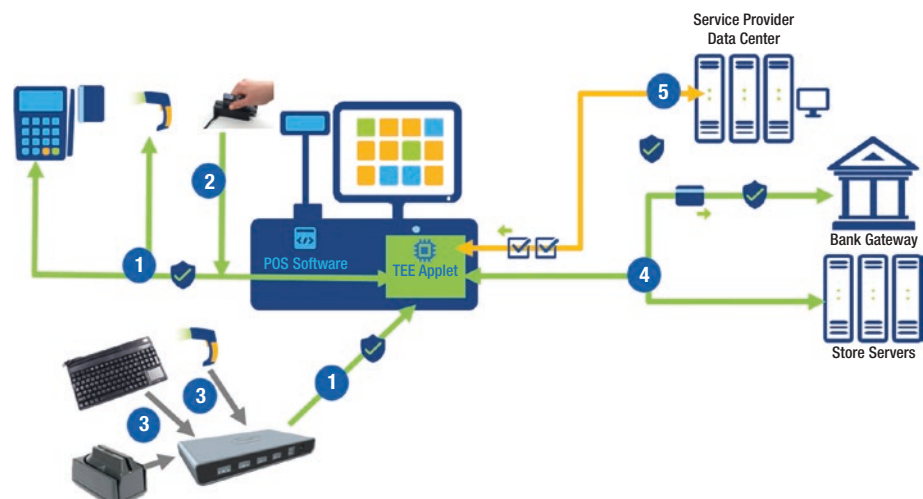 Service Provider
Data Center
5
2
POS Software
TEE Applet
1
4
Bank Gateway
Store Servers
1
3
3